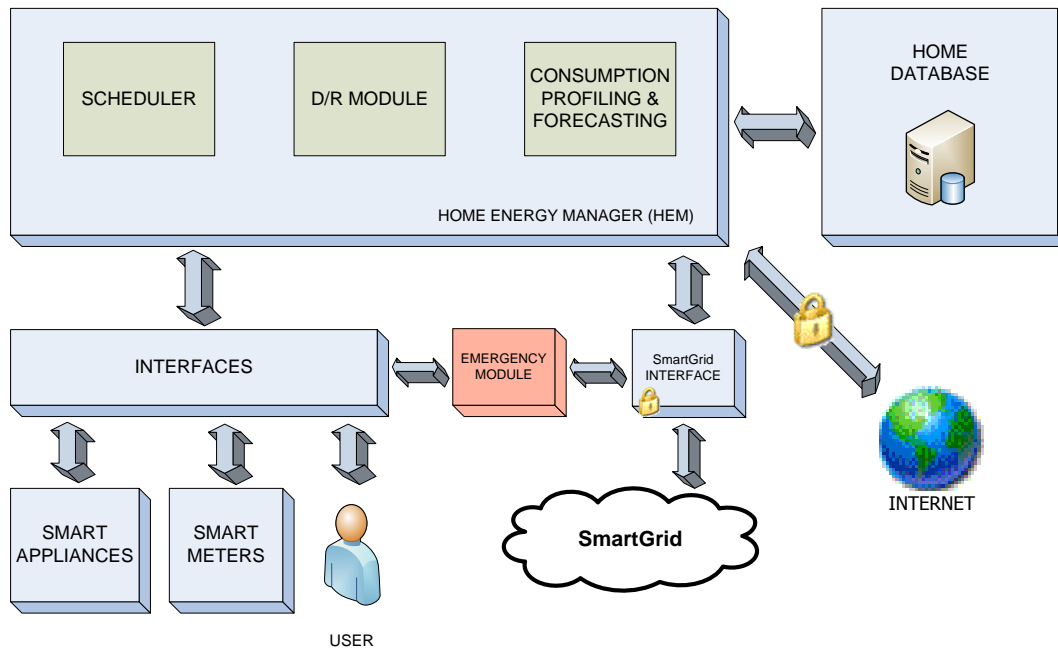 SCHEDULER
D/R MODULE
CONSUMPTION
PROFILING &
FORECASTING
HOME ENERGY MANAGER (HEM)
HOME
DATABASE
INTERFACES
EMERGENCY
MODULE
SmartGrid
INTERFACE
SMART
APPLIANCES
SMART
METERS
USER
SmartGrid
INTERNET